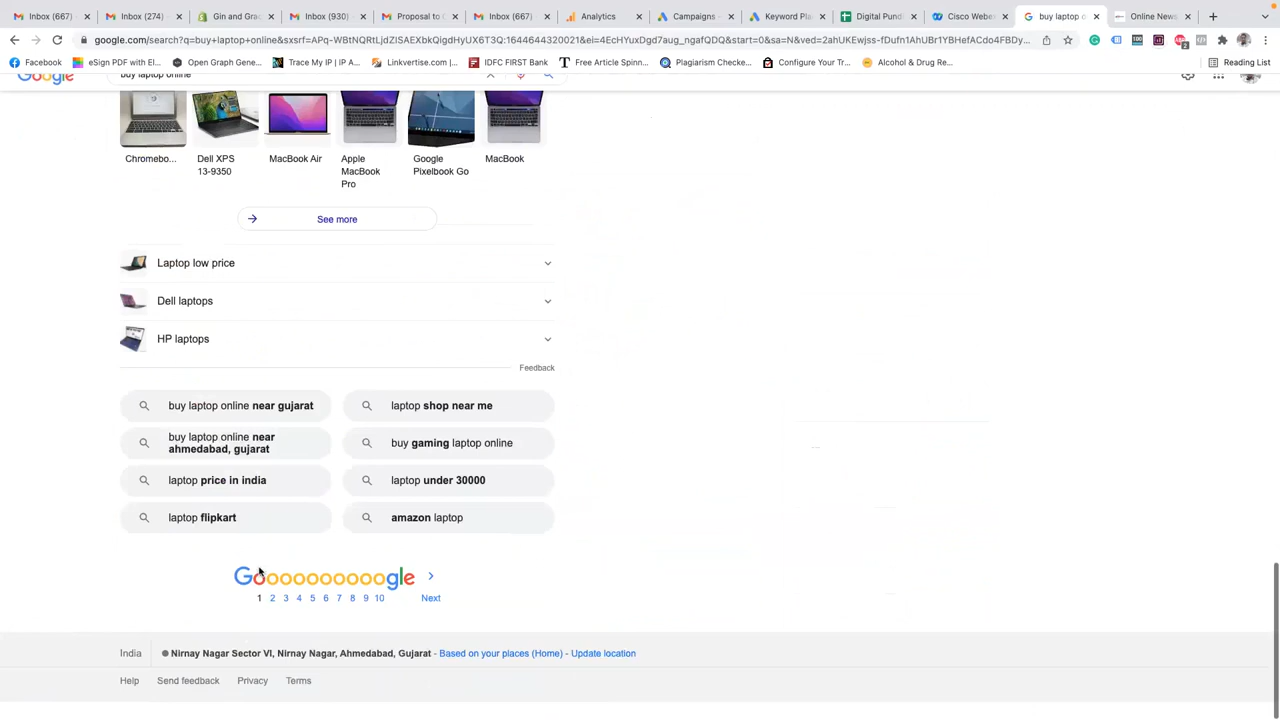 Inbox (667)
Inbox (274)
Gin and Grac
Inbox (930)
Proposal to C
Inbox (667)
Analytics
Campaigns -
Keyword Pla
Digital Pund
Cisco Webex
buy laptop o
Online News
google.com/search?q=buy+laptop+online&sxsrf=APq-WBtNQRtLjdZISAEXbkQigdHyUX6T3Q:1644644320021&ei=4EcHYuxDgd7aug_ngafQDQ&start=0&sa=N&ved=2ahUKEwjss-fDufn1AhUBr1YBHefACdo4FBDy...
Facebook
eSign PDF with El...
Open Graph Gene...
Trace My IP | IP A...
Linkvertise.com |...
IDFC FIRST Bank
Free Article Spinn...
Plagiarism Checke...
Configure Your Tr...
Alcohol & Drug Re...
Reading List
Google
buy laptop online
Chromebo...
Dell XPS
13-9350
MacBook Air
Apple
MacBook
Pro
Google
Pixelbook Go
MacBook
See more
Laptop low price
Dell laptops
HP laptops
Feedback
buy laptop online near gujarat
laptop shop near me
buy laptop online near
ahmedabad, gujarat
buy gaming laptop online
laptop price in india
laptop under 30000
laptop flipkart
amazon laptop
Goooooooooogle >
1 2 3 4 5 6 7 8 9 10 Next
India
Nirnay Nagar Sector VI, Nirnay Nagar, Ahmedabad, Gujarat - Based on your places (Home) - Update location
Help Send feedback Privacy Terms